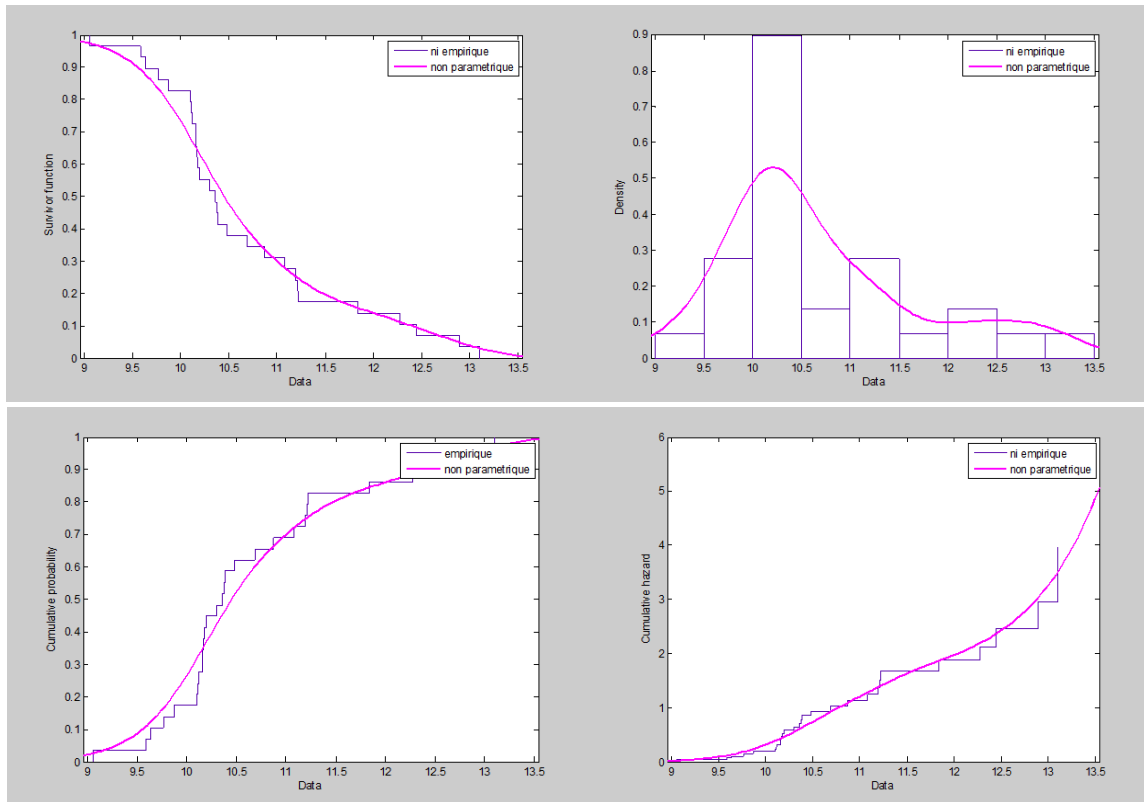 1
0.9
0.8
0.7
0.6
0.5
0.4
0.3
0.2
0.1
0
Survivor function
ni empirique
non parametrique
9 9.5 10 10.5 11 11.5 12 12.5 13 13.5
Data
0.9
0.8
0.7
0.6
0.5
0.4
0.3
0.2
0.1
0
Density
ni empirique
non parametrique
9 9.5 10 10.5 11 11.5 12 12.5 13 13.5
Data
1
0.9
0.8
0.7
0.6
0.5
0.4
0.3
0.2
0.1
0
Cumulative probability
empirique
non parametrique
9 9.5 10 10.5 11 11.5 12 12.5 13 13.5
Data
6
5
4
3
2
1
0
Cumulative hazard
ni empirique
non parametrique
9 9.5 10 10.5 11 11.5 12 12.5 13 13.5
Data